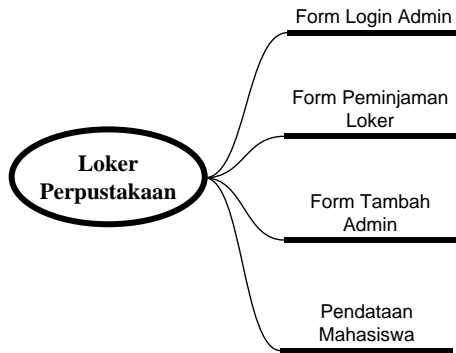 Form Login Admin
Form Peminjaman
Loker
Loker
Perpustakaan
Form Tambah
Admin
Pendataan
Mahasiswa